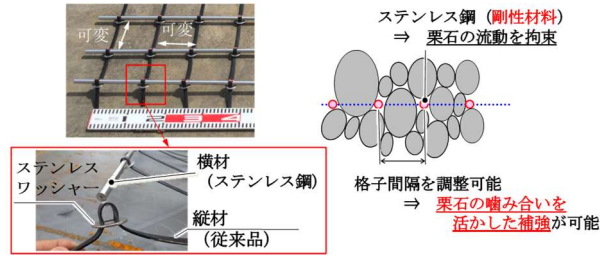 可変
可変
ステンレス
ワッシャー
横材
(ステンレス鋼)
縦材
(従来品)
ステンレス鋼(剛性材料)
⇒ 栗石の流動を拘束
格子間隔を調整可能
⇒ 栗石の噛み合いを
活かした補強が可能